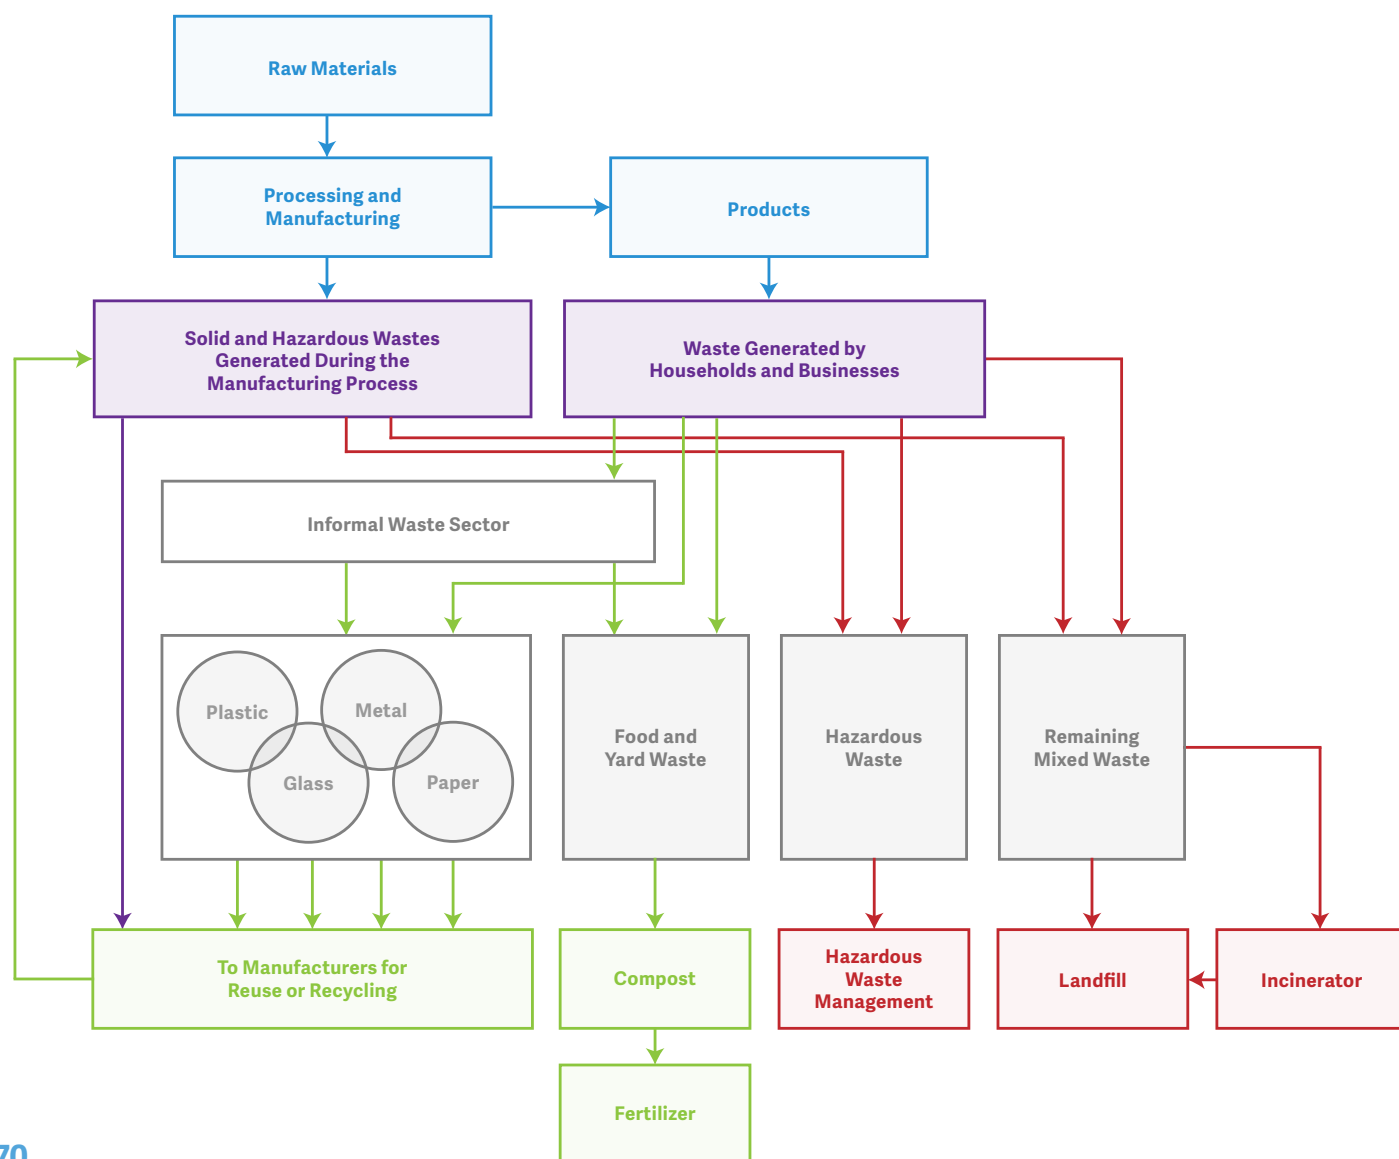 Raw Materials
Processing and
Manufacturing
Products
Solid and Hazardous Wastes
Generated During the
Manufacturing Process
Waste Generated by
Households and Businesses
Informal Waste Sector
Plastic
Metal
Glass
Paper
Food and
Yard Waste
Hazardous
Waste
Remaining
Mixed Waste
To Manufacturers for
Reuse or Recycling
Compost
Hazardous
Waste
Management
Landfill
Incinerator
Fertilizer
70